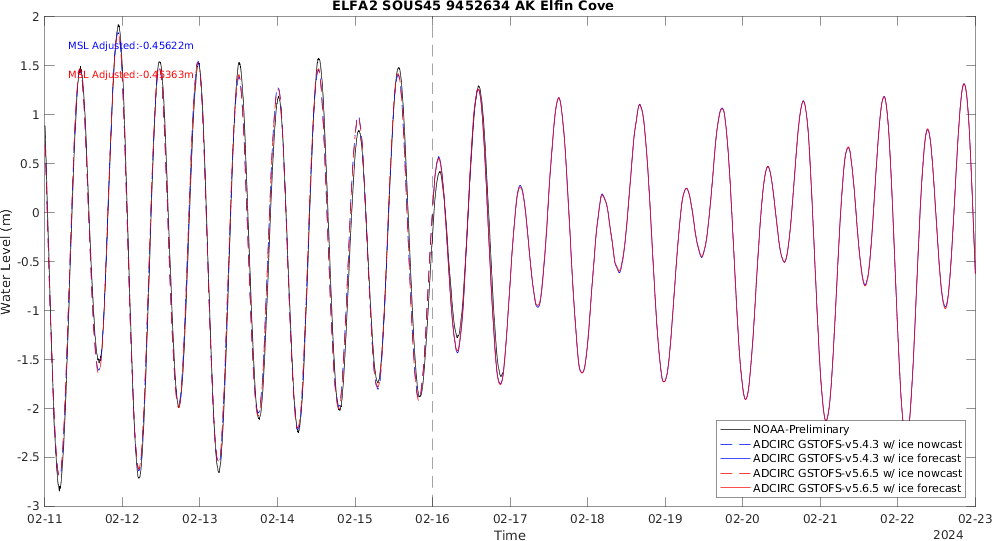 ELFA2 SOUS45 9452634 AK Elfin Cove
MSL Adjusted:-0.45622m
MSL Adjusted:-0.45363m
2
1.5
1
0.5
0
-0.5
-1
-1.5
-2
-2.5
-3
Water Level (m)
NOAA-Preliminary
ADCIRC GSTOFS-v5.4.3 w/ ice nowcast
ADCIRC GSTOFS-v5.4.3 w/ ice forecast
ADCIRC GSTOFS-v5.6.5 w/ ice nowcast
ADCIRC GSTOFS-v5.6.5 w/ ice forecast
02-11 02-12 02-13 02-14 02-15 02-16 02-17 02-18 02-19 02-20 02-21 02-22 02-23
Time
2024